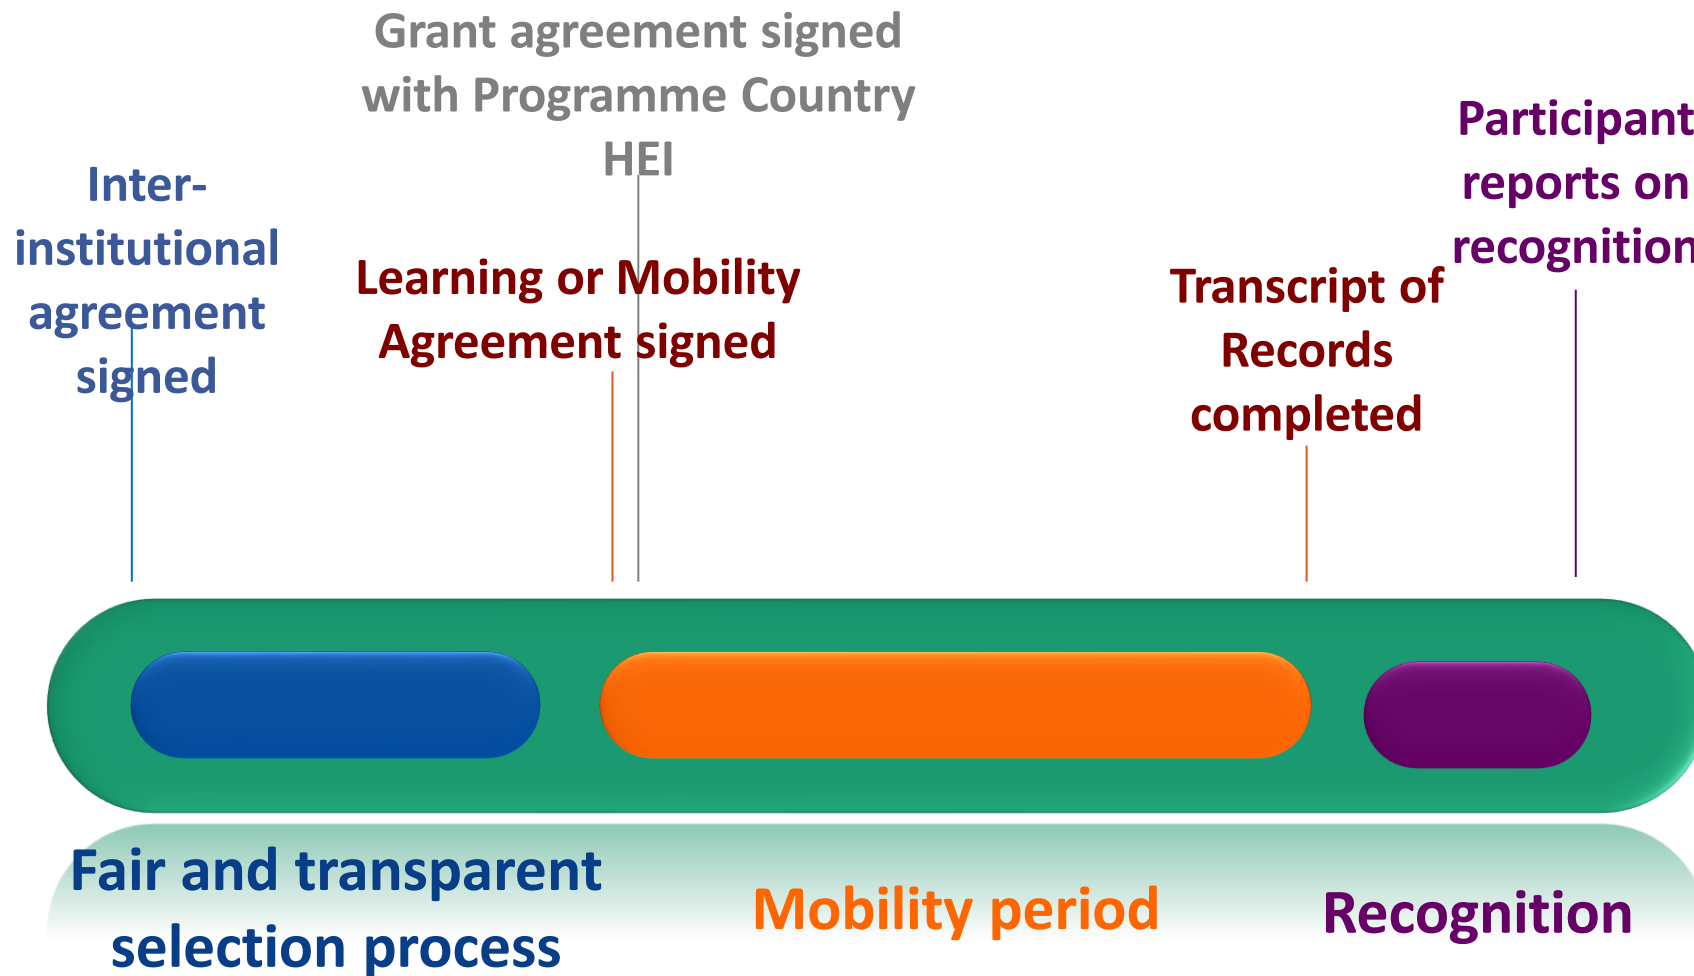 Grant agreement signed
with Programme Country
HEI
Inter-
institutional
agreement
signed
Learning or Mobility
Agreement signed
Transcript of
Records
completed
Participant
reports on
recognition
Fair and transparent
selection process
Mobility period
Recognition